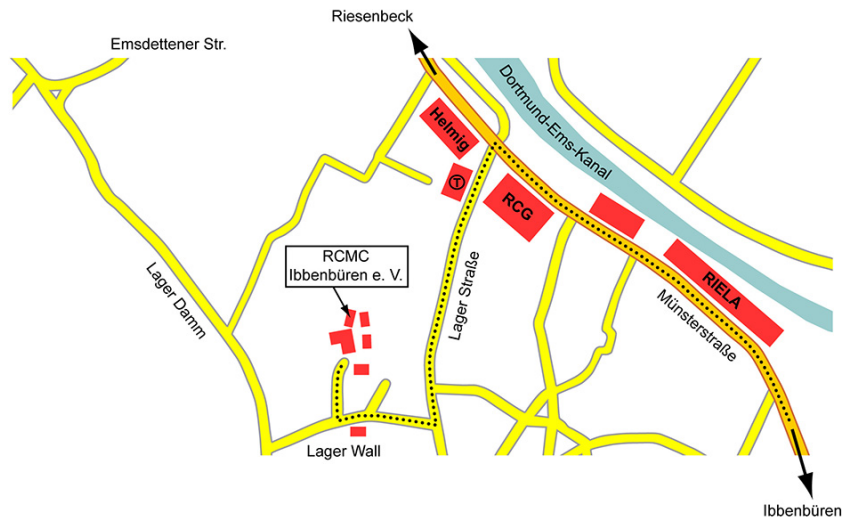 Riesenbeck
Emsdettener Str.
Dortmund-Ems-Kanal
Helmig
T
RCG
RCMC
Ibbenbüren e. V.
Lager Damm
Lager Straße
RIELA
Münsterstraße
Lager Wall
Ibbenbüren